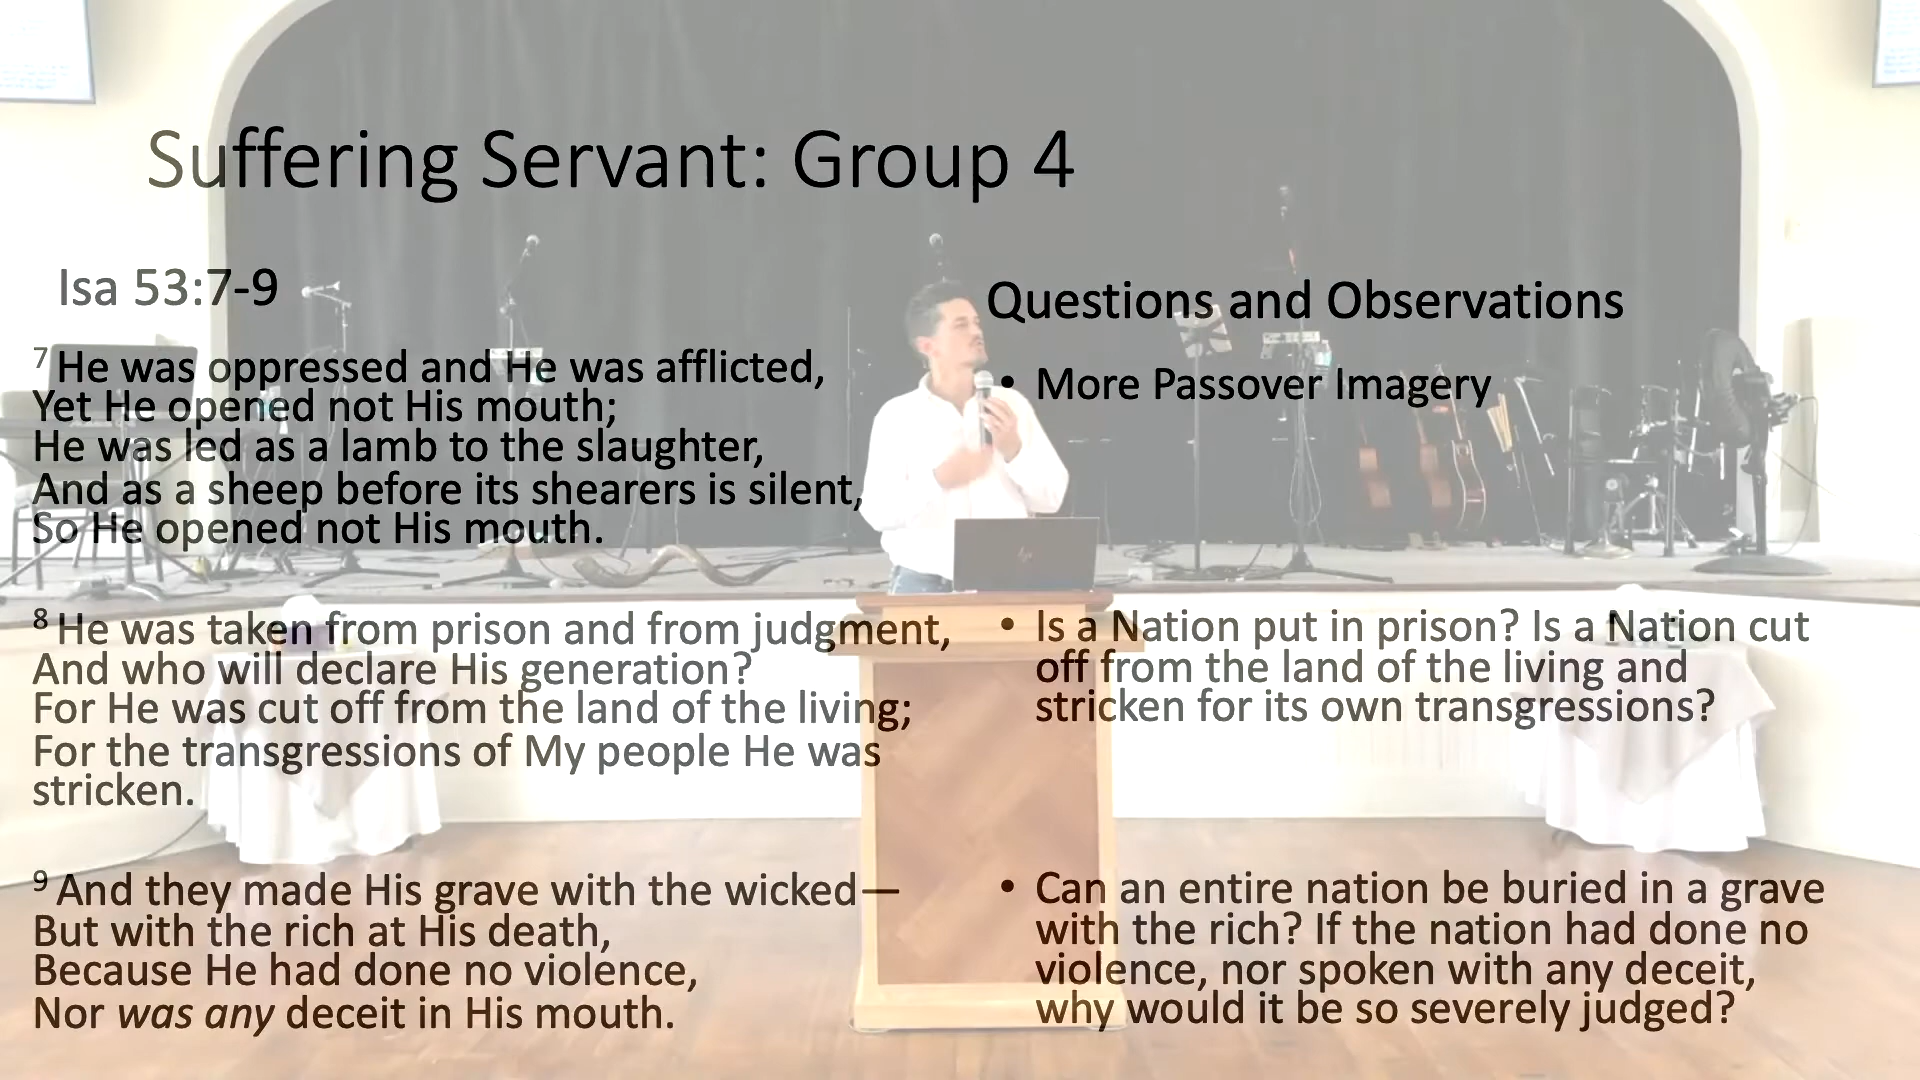 Suffering Servant: Group 4
Isa 53:7-9
7 He was oppressed and He was afflicted,
Yet He opened not His mouth;
He was led as a lamb to the slaughter,
And as a sheep before its shearers is silent,
So He opened not His mouth.
8 He was taken from prison and from judgment,
And who will declare His generation?
For He was cut off from the land of the living;
For the transgressions of My people He was
stricken.
9 And they made His grave with the wicked—
But with the rich at His death,
Because He had done no violence,
Nor was any deceit in His mouth.
Questions and Observations
• More Passover Imagery
• Is a Nation put in prison? Is a Nation cut
off from the land of the living and
stricken for its own transgressions?
• Can an entire nation be buried in a grave
with the rich? If the nation had done no
violence, nor spoken with any deceit,
why would it be so severely judged?